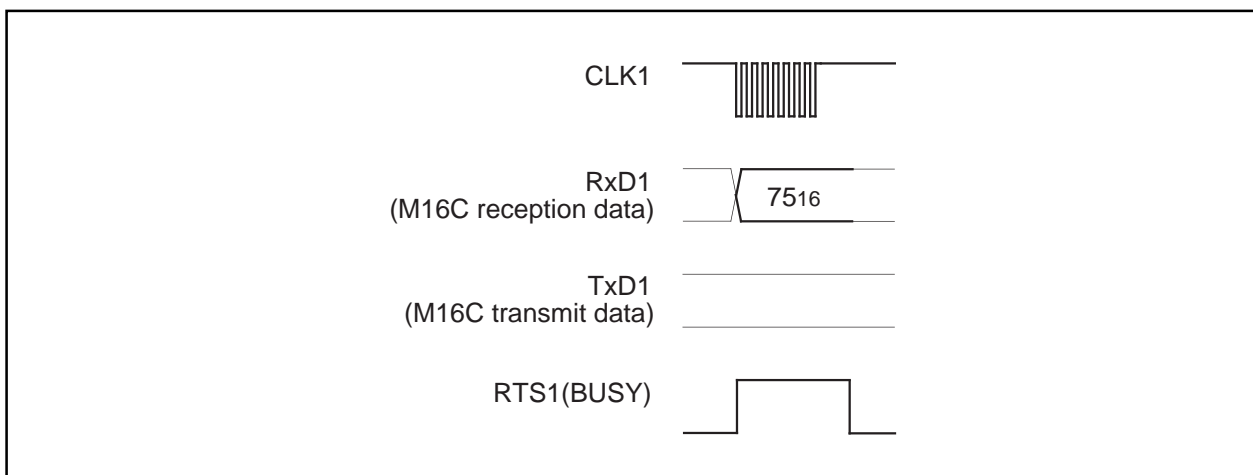 CLK1
RxD1
(M16C reception data)
7516
TxD1
(M16C transmit data)
RTS1(BUSY)